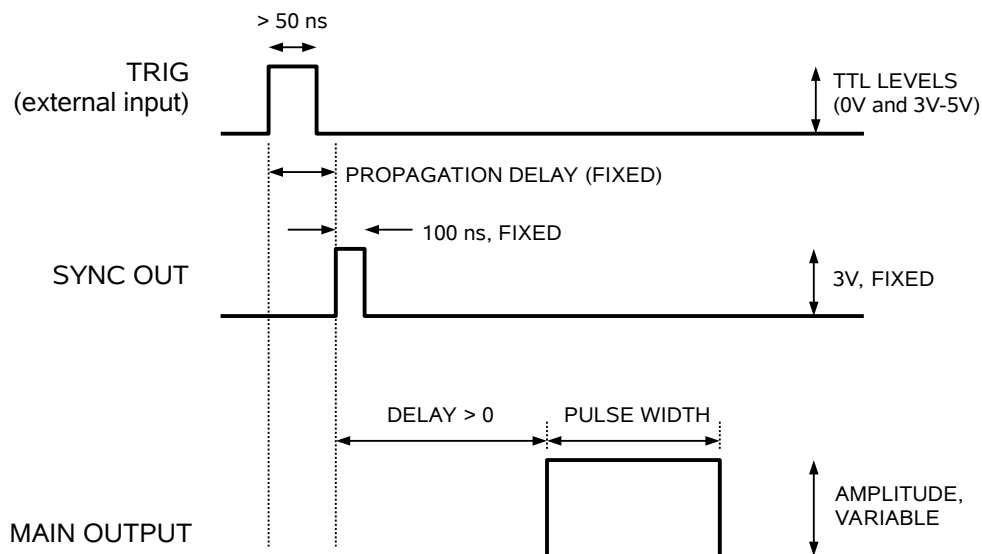 > 50 ns
TRIG
(external input)
TTL LEVELS
(0V and 3V-5V)
PROPAGATION DELAY (FIXED)
100 ns, FIXED
SYNC OUT
3V, FIXED
DELAY > 0
PULSE WIDTH
AMPLITUDE,
VARIABLE
MAIN OUTPUT